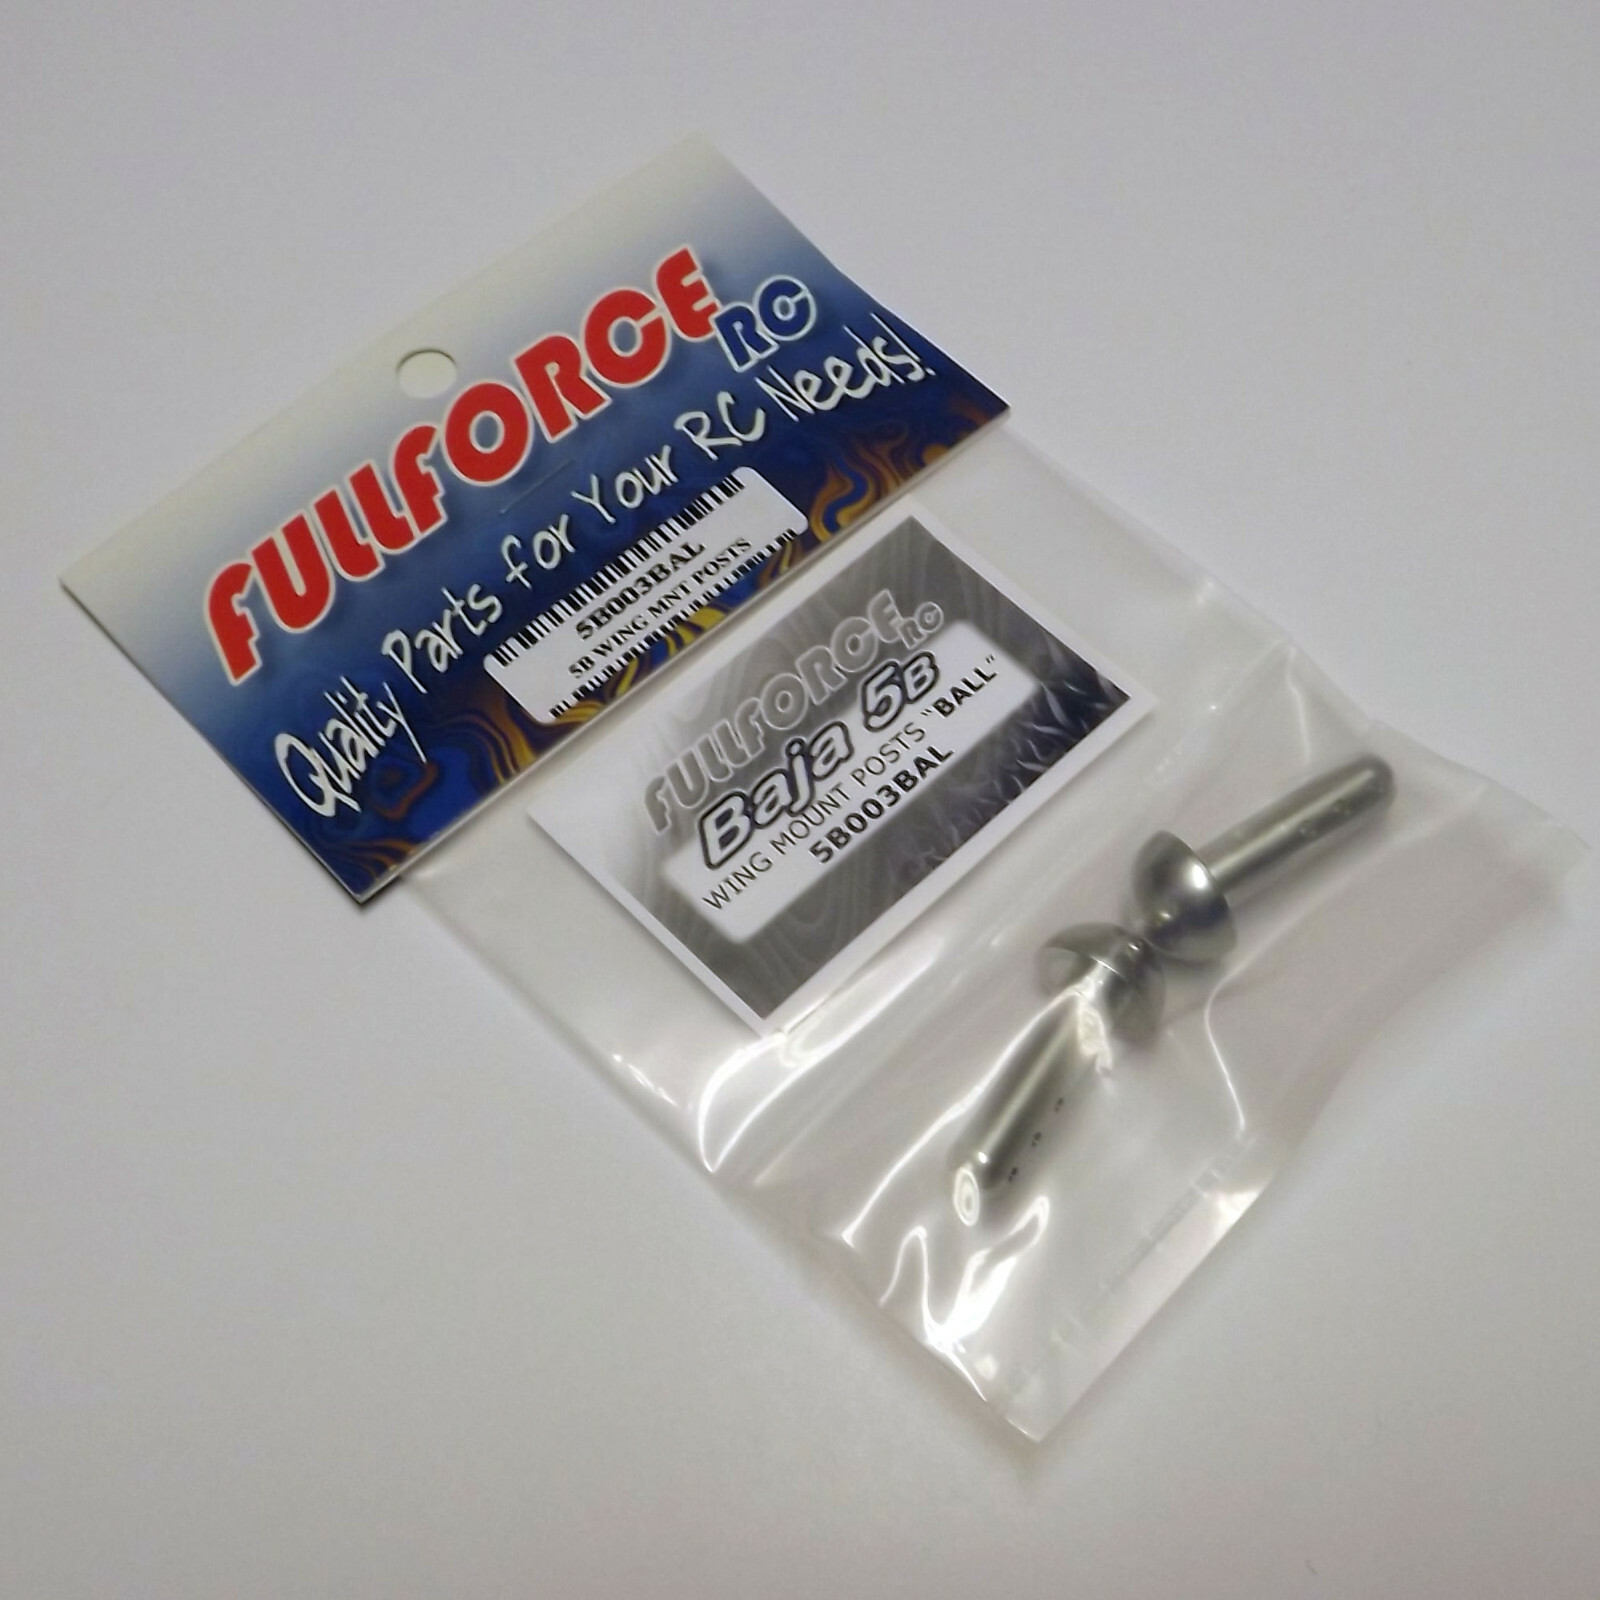 FULLFORCE RC
Quality Parts for Your RC Needs!
5B003BAL
5B WING MNT POSTS
FULLFORCE RC
Baja 5B
WING MOUNT POSTS "BALL"
5B003BAL